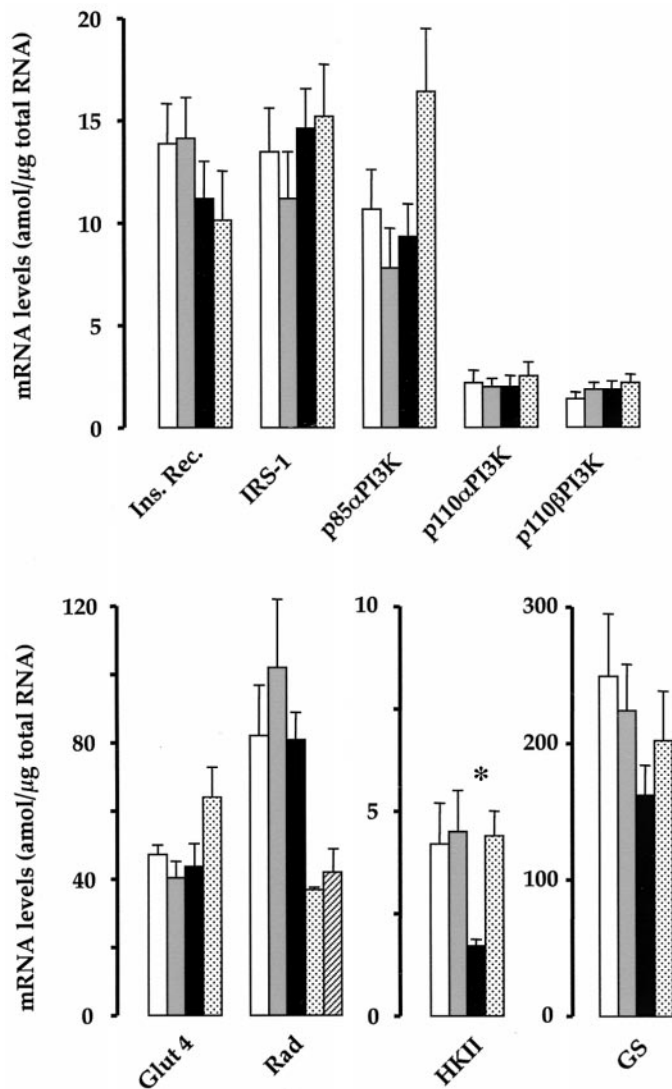 mRNA levels (amol/µg total RNA)
20
15
10
5
0
Ins. Rec.
IRS-1
p85αPI3K
p110αPI3K
p110βPI3K
mRNA levels (amol/µg total RNA)
120
80
40
0
Glut 4
Rad
10
5
0
*
HKII
300
200
100
0
GS